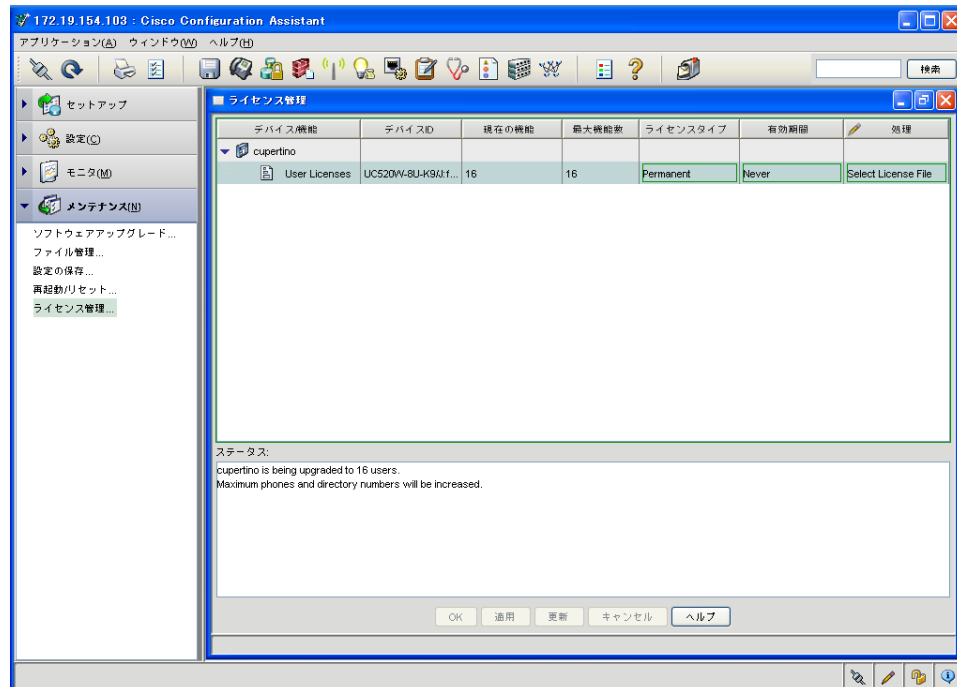 172.19.154.103 : Cisco Configuration Assistant
アプリケーション(A) ウィンドウ(W) ヘルプ(H)
検索
セットアップ
設定(C)
モニタ(M)
メンテナンス(N)
ソフトウェアアップグレード...
ファイル管理...
設定の保存...
再起動/リセット...
ライセンス管理...
ライセンス管理
デバイス/機能 デバイスID 現在の機能 最大機能数 ライセンスタイプ 有効期間 処理
cupertino
User Licenses UC520W-8U-K9/J:f... 16 16 Permanent Never Select License File
ステータス:
cupertino is being upgraded to 16 users.
Maximum phones and directory numbers will be increased.
OK 適用 更新 キャンセル ヘルプ